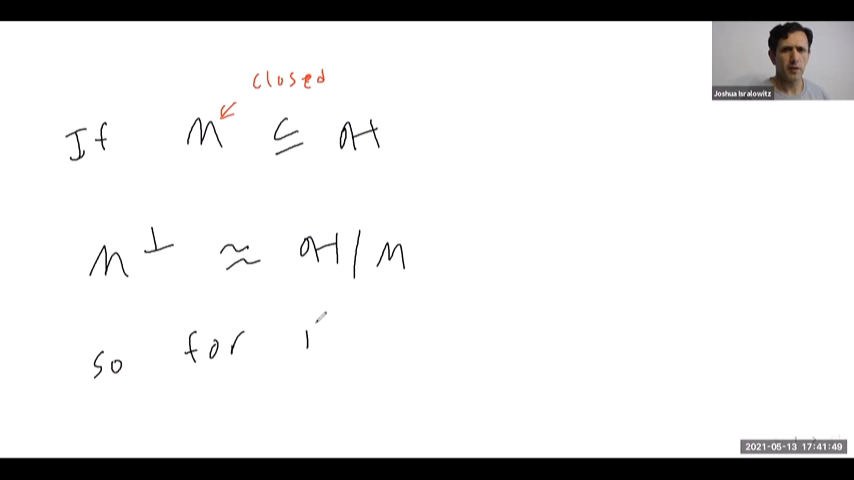 closed
If M ⊆ H
M^⊥ ≈ H/M
so for
Joshua Isralowitz
2021-05-13 17:41:49